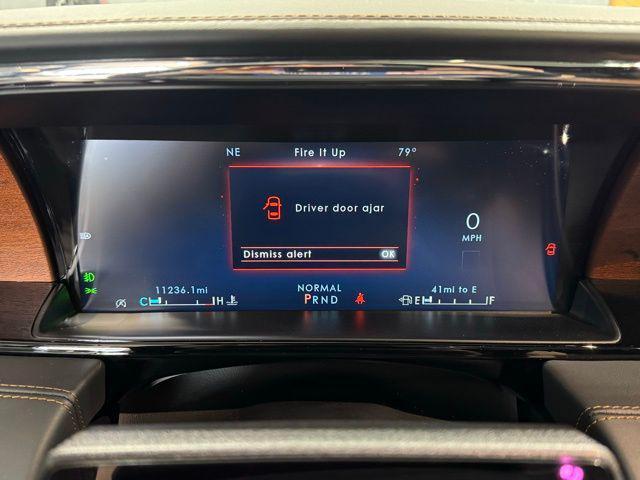 NE Fire It Up 79°
Driver door ajar
Dismiss alert OK
0
MPH
11236.1mi NORMAL 41mi to E
C H PRND E F